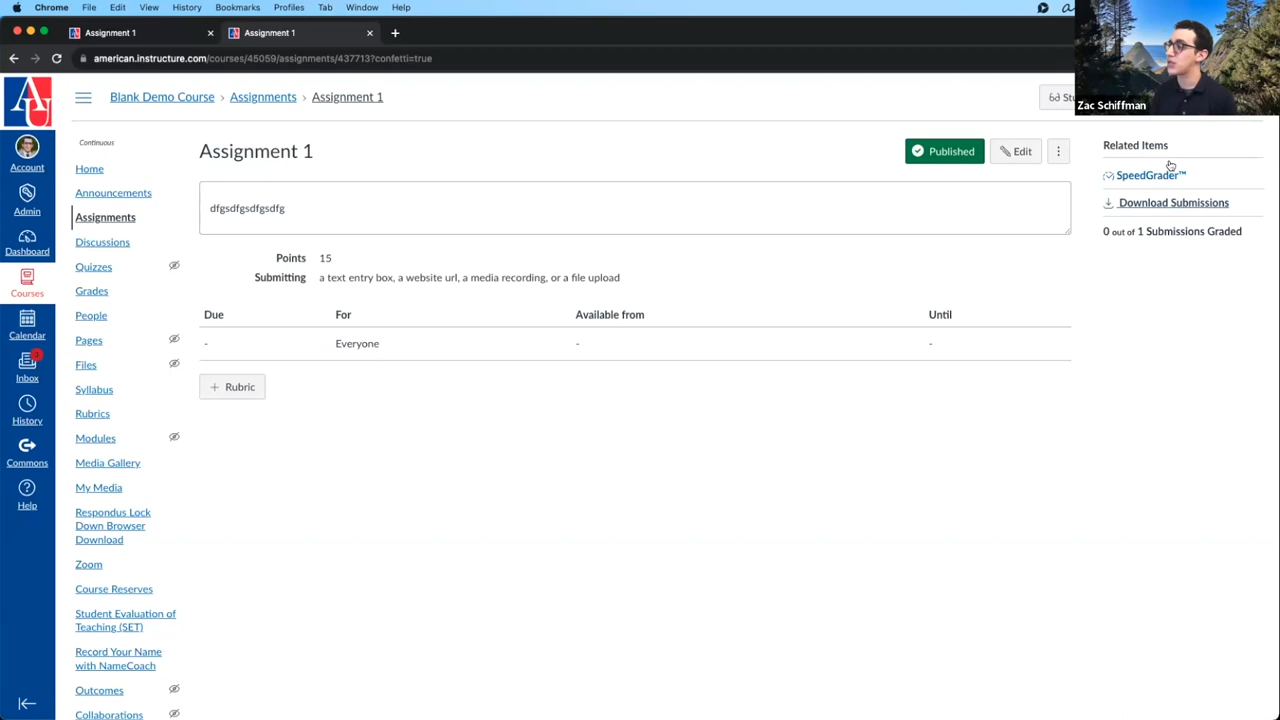 Chrome File Edit View History Bookmarks Profiles Tab Window Help
Assignment 1 Assignment 1
american.instructure.com/courses/45059/assignments/437713?confetti=true
Zac Schiffman
AU
Blank Demo Course › Assignments › Assignment 1
Account
Admin
Dashboard
Courses
Calendar
3
Inbox
History
Commons
Help
Continuous
Home
Announcements
Assignments
Discussions
Quizzes
Grades
People
Pages
Files
Syllabus
Rubrics
Modules
Media Gallery
My Media
Respondus Lock
Down Browser
Download
Zoom
Course Reserves
Student Evaluation of
Teaching (SET)
Record Your Name
with NameCoach
Outcomes
Collaborations
Assignment 1
Published Edit
dfgsdfgsdfgsdfg
Points 15
Submitting a text entry box, a website url, a media recording, or a file upload
Due For Available from Until
- Everyone - -
+ Rubric
Related Items
SpeedGrader™
Download Submissions
0 out of 1 Submissions Graded